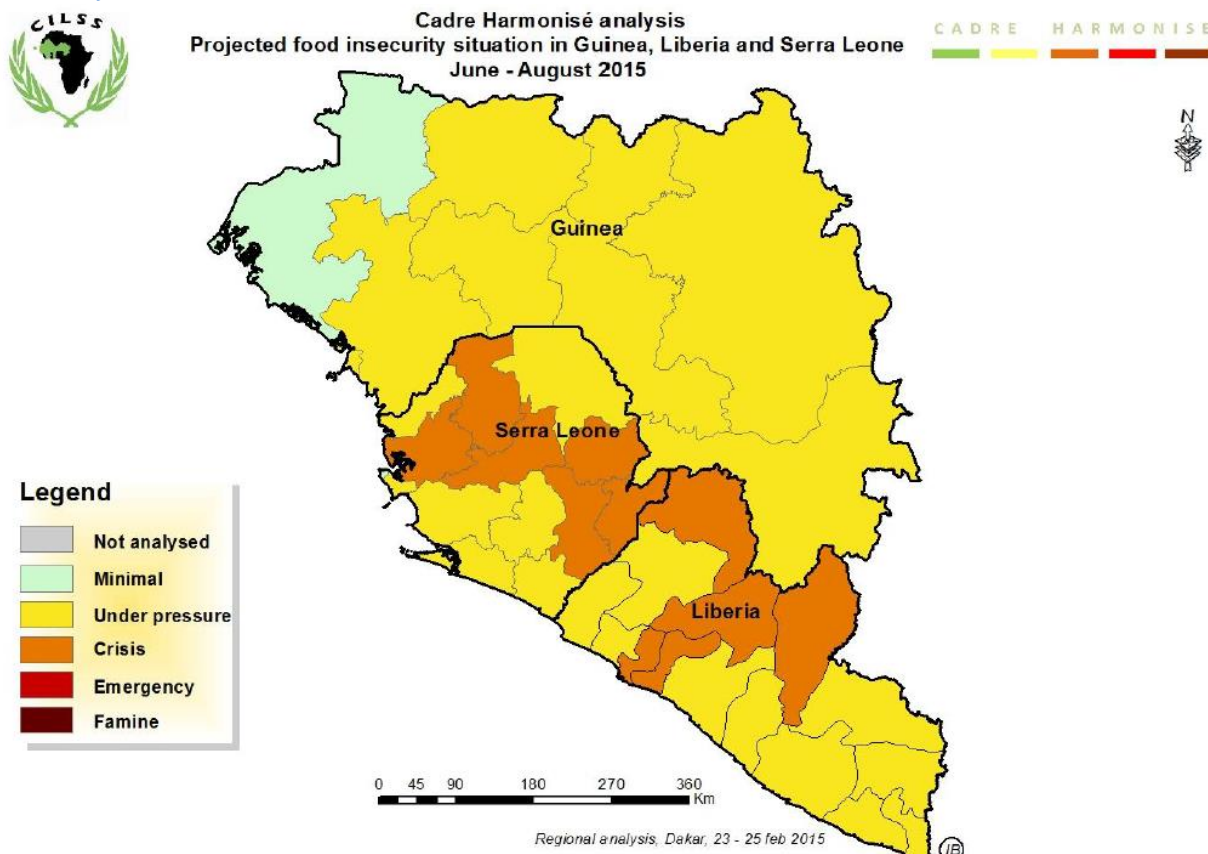 CILSS
Cadre Harmonisé analysis
Projected food insecurity situation in Guinea, Liberia and Serra Leone
June - August 2015
CADRE HARMONISE
N
Guinea
Serra Leone
Liberia
Legend
Not analysed
Minimal
Under pressure
Crisis
Emergency
Famine
0 45 90 180 270 360
Km
Regional analysis, Dakar, 23 - 25 feb 2015
JB